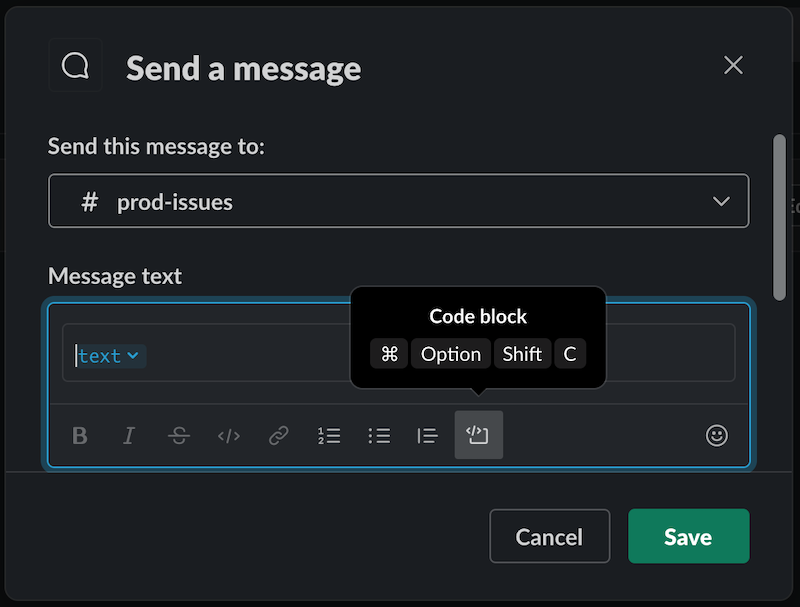 Send a message
Send this message to:
# prod-issues
Message text
Code block
⌘ Option Shift C
text
B I S </>
Cancel Save